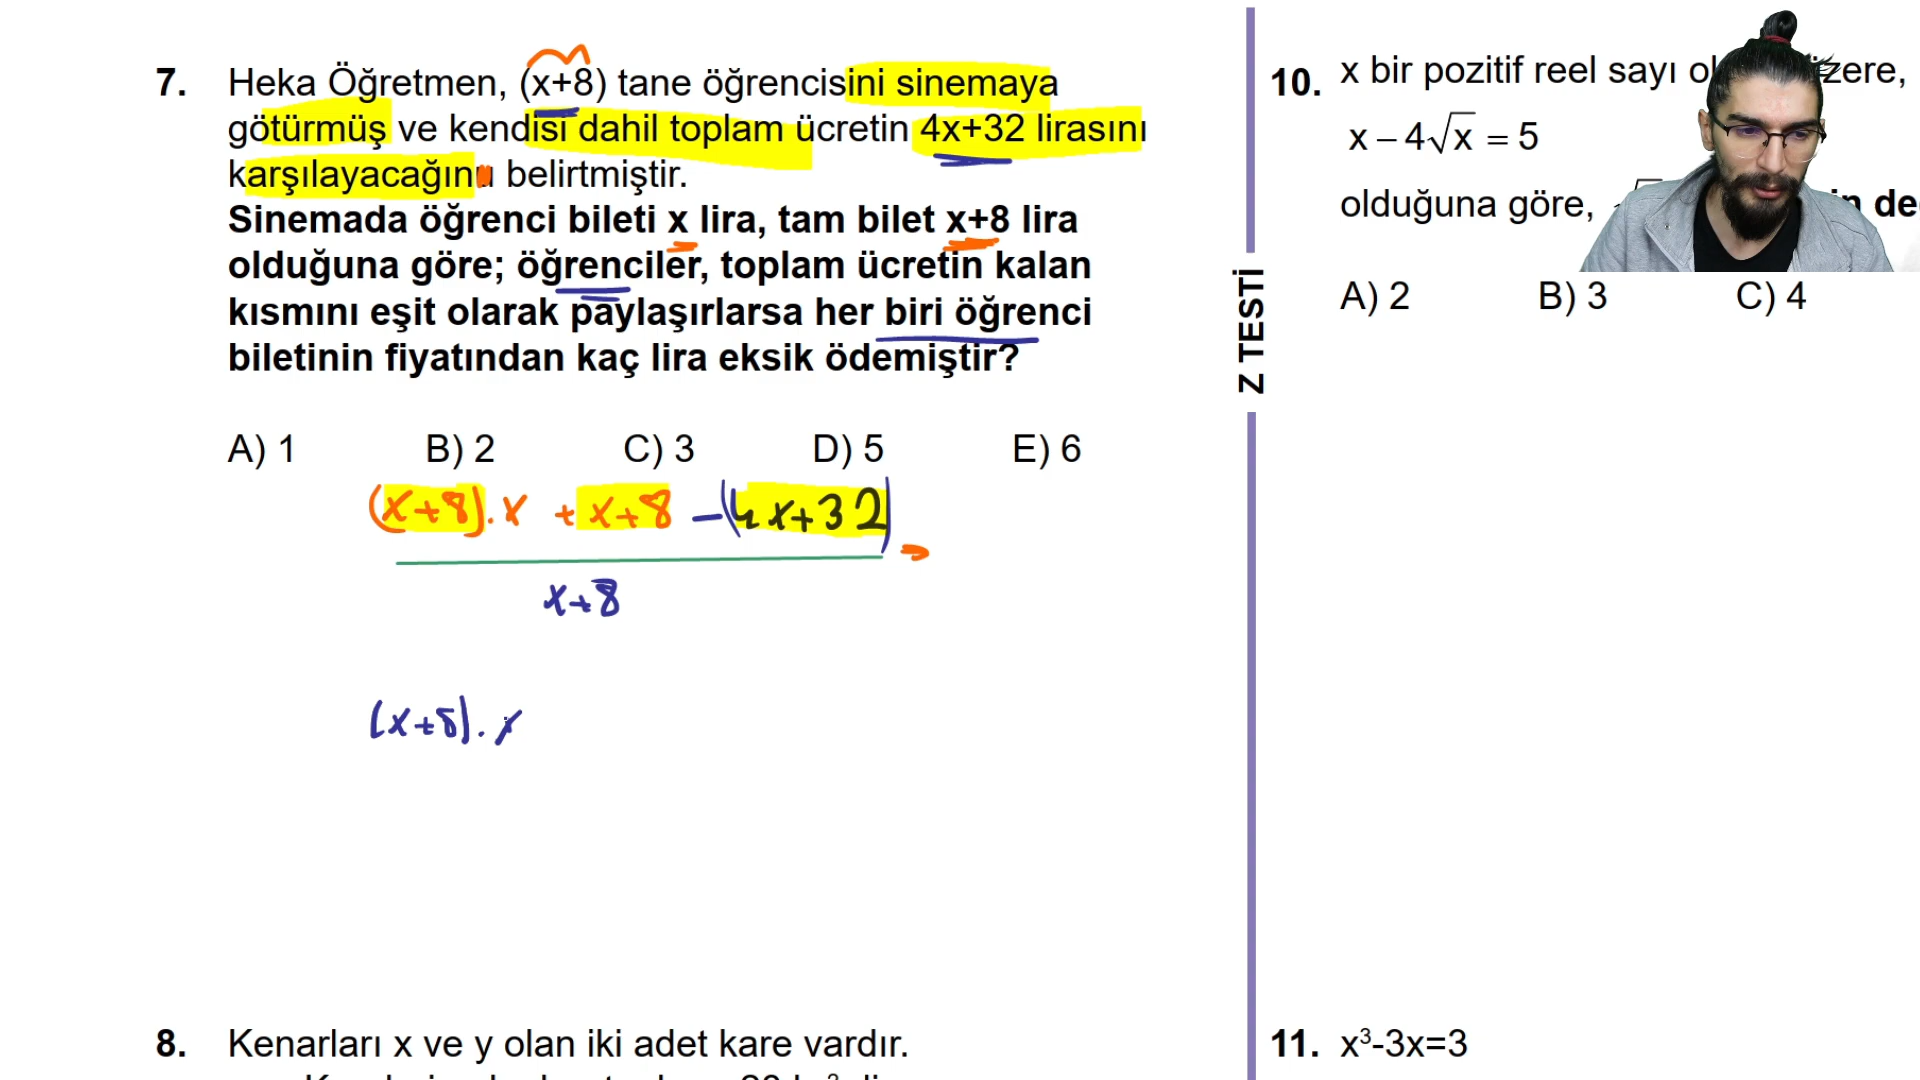 7. Heka Öğretmen, (x+8) tane öğrencisini sinemaya
götürmüş ve kendisi dahil toplam ücretin 4x+32 lirasını
karşılayacağını belirtmiştir.
Sinemada öğrenci bileti x lira, tam bilet x+8 lira
olduğuna göre; öğrenciler, toplam ücretin kalan
kısmını eşit olarak paylaşırlarsa her biri öğrenci
biletinin fiyatından kaç lira eksik ödemiştir?
A) 1 B) 2 C) 3 D) 5 E) 6
(x+8).x + x+8 -(4x+32)
x+8
(x+8).x
8. Kenarları x ve y olan iki adet kare vardır.
Z TESTİ
10. x bir pozitif reel sayı
x – 4√x = 5
olduğuna göre,
A) 2 B) 3 C) 4
11. x³-3x=3